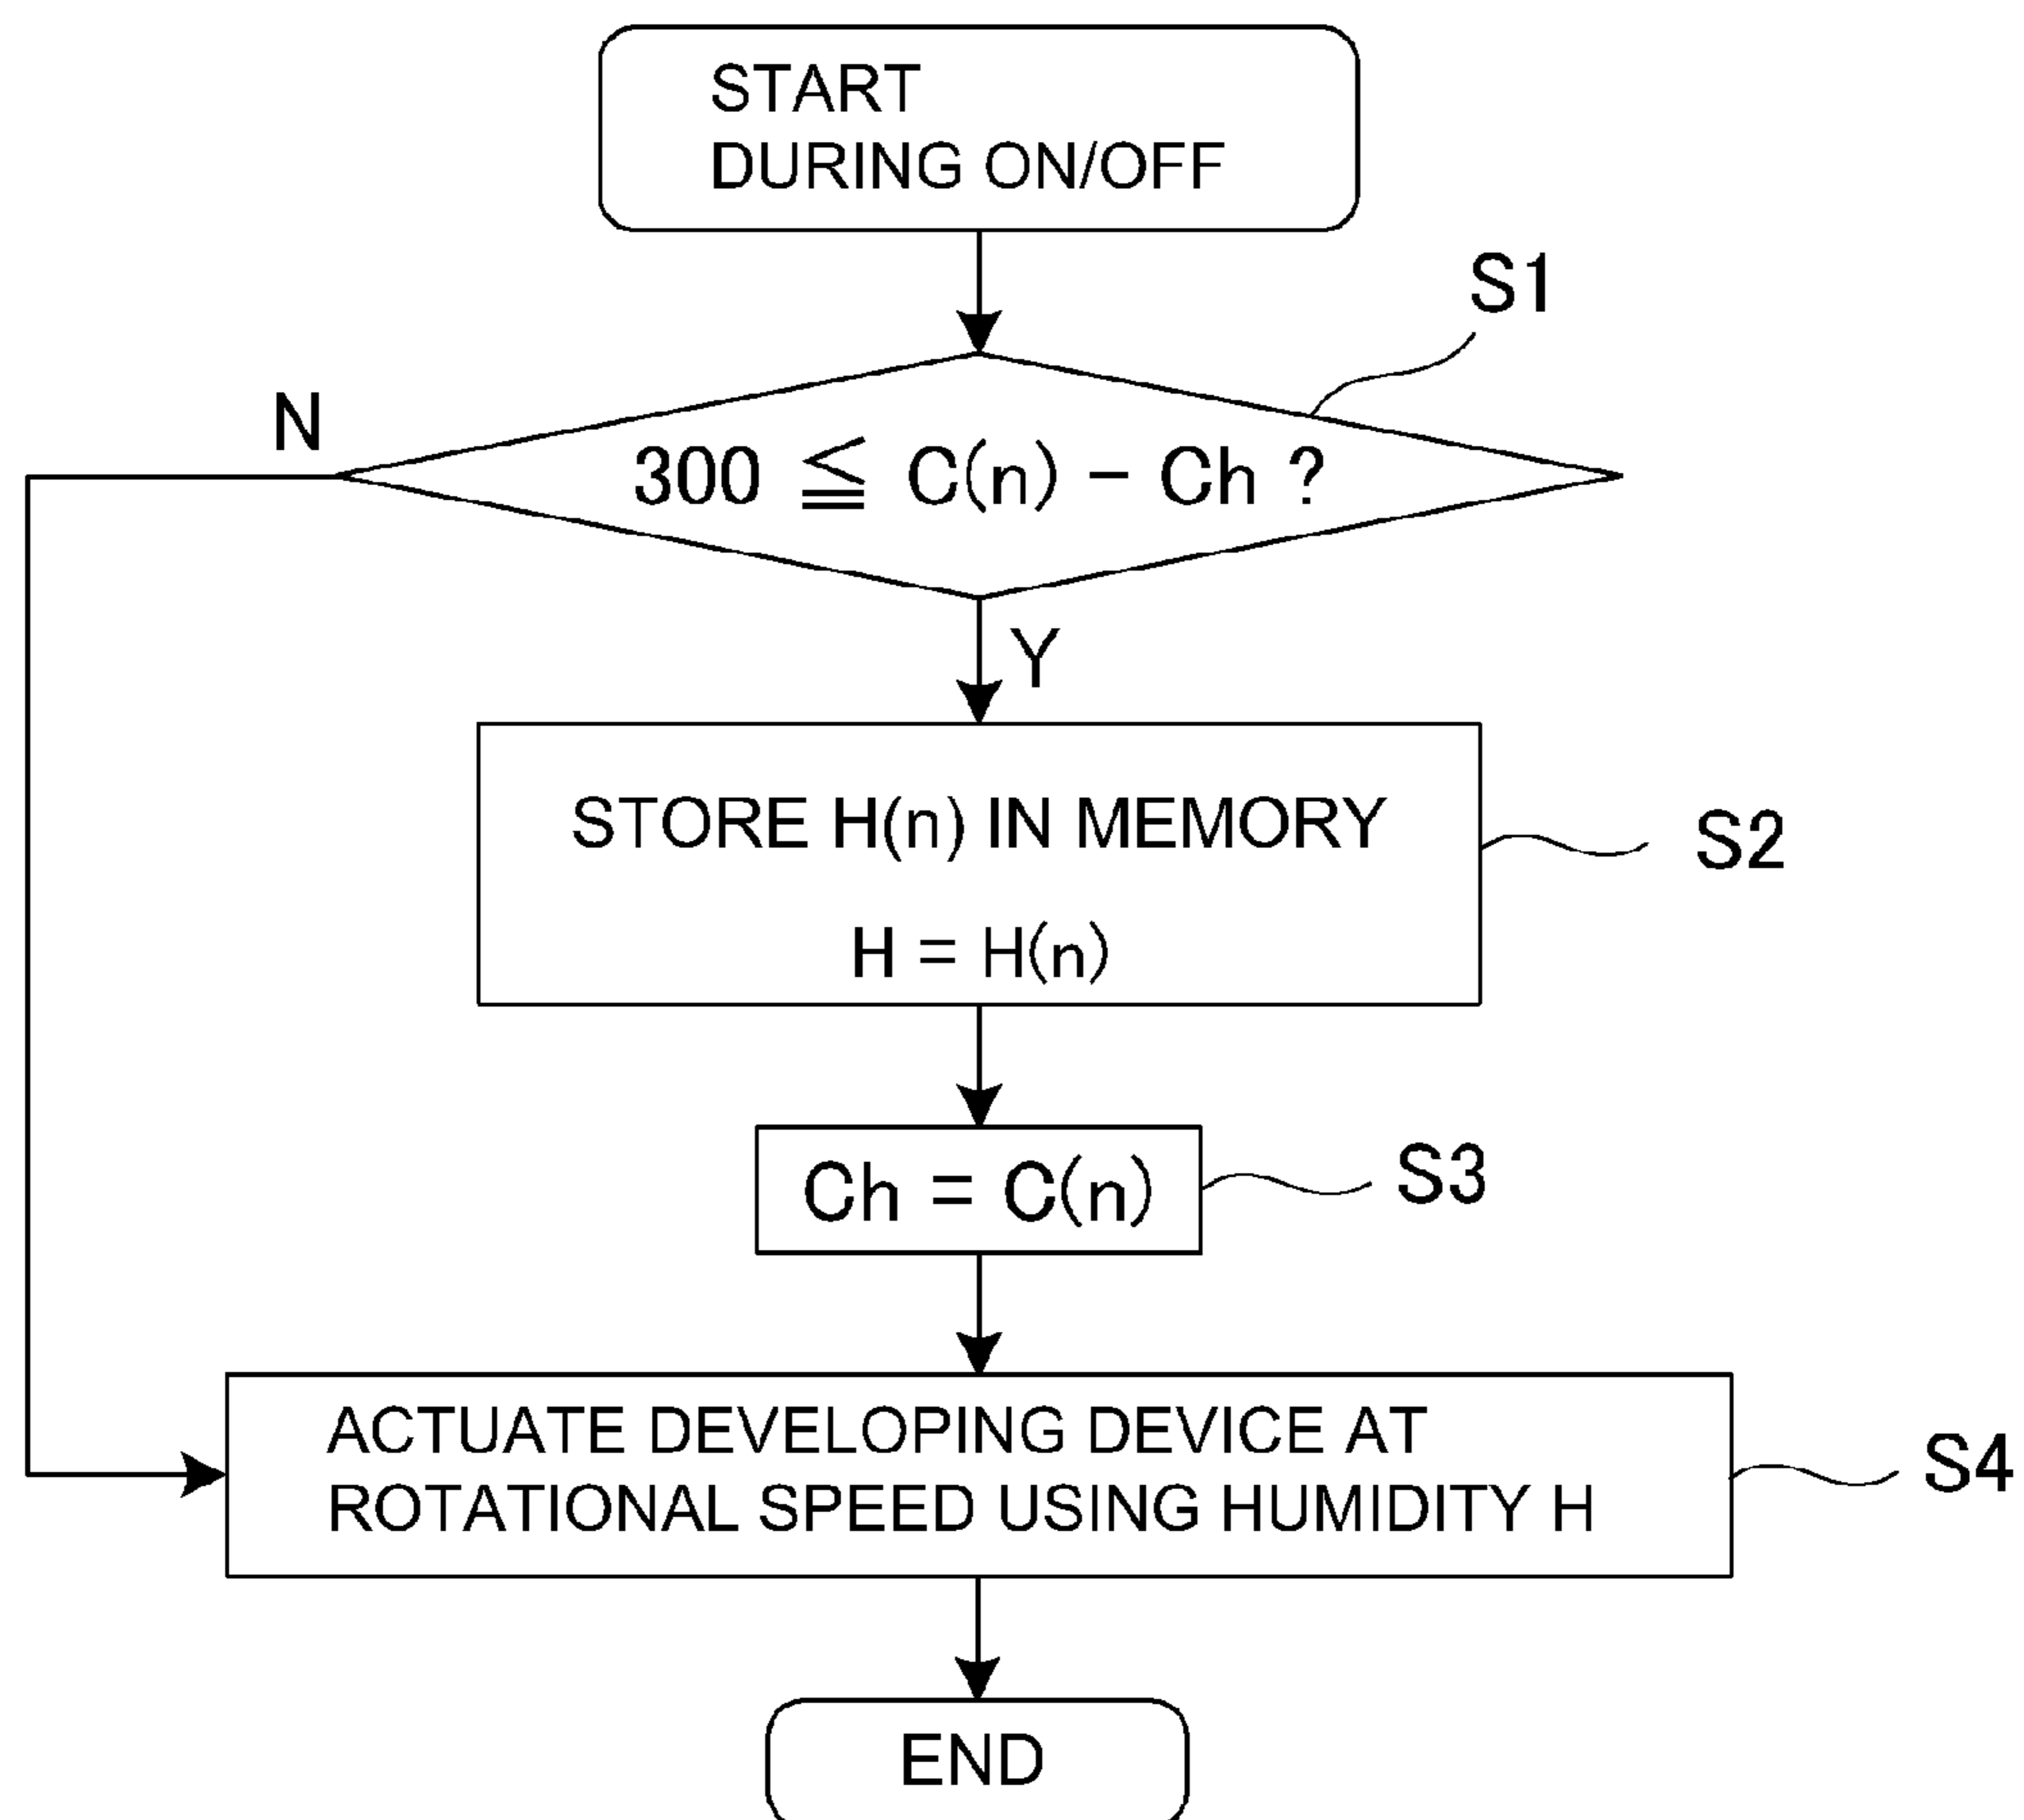 START
DURING ON/OFF
S1
N
300 ≦ C(n) − Ch ?
Y
STORE H(n) IN MEMORY
H = H(n)
S2
Ch = C(n)
S3
ACTUATE DEVELOPING DEVICE AT
ROTATIONAL SPEED USING HUMIDITY H
S4
END